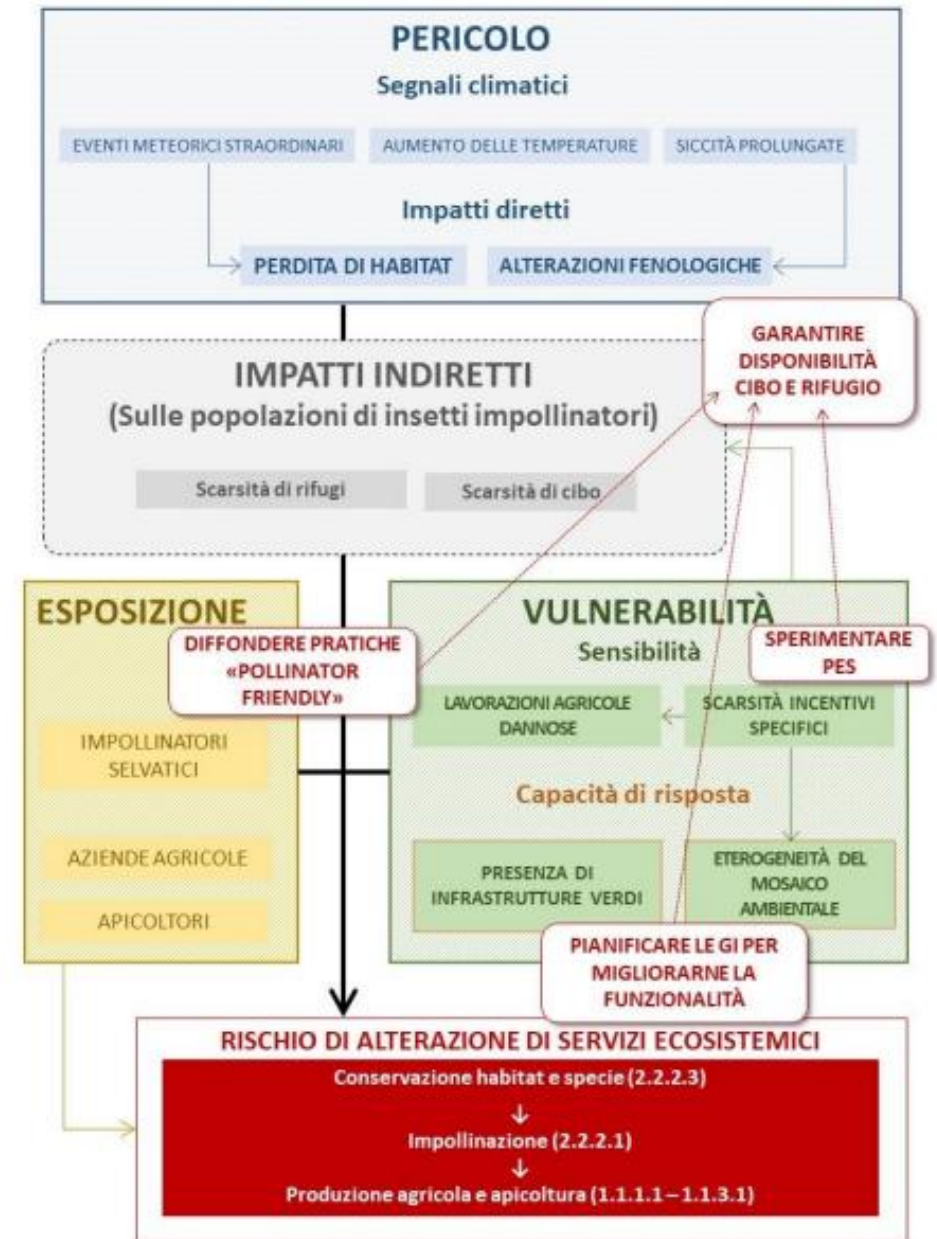 PERICOLO
Segnali climatici
EVENTI METEORICI STRAORDINARI
AUMENTO DELLE TEMPERATURE
SICCITÀ PROLUNGATE
Impatti diretti
PERDITA DI HABITAT
ALTERAZIONI FENOLOGICHE
GARANTIRE
DISPONIBILITÀ
CIBO E RIFUGIO
IMPATTI INDIRETTI
(Sulle popolazioni di insetti impollinatori)
Scarsità di rifugi
Scarsità di cibo
ESPOSIZIONE
IMPOLLINATORI
SELVATICI
AZIENDE AGRICOLE
APICOLTORI
DIFFONDERE PRATICHE
«POLLINATOR
FRIENDLY»
VULNERABILITÀ
Sensibilità
SPERIMENTARE
PES
LAVORAZIONI AGRICOLE
DANNOSE
SCARSITÀ INCENTIVI
SPECIFICI
Capacità di risposta
PRESENZA DI
INFRASTRUTTURE VERDI
ETEROGENEITÀ DEL
MOSAICO
AMBIENTALE
PIANIFICARE LE GI PER
MIGLIORARNE LA
FUNZIONALITÀ
RISCHIO DI ALTERAZIONE DI SERVIZI ECOSISTEMICI
Conservazione habitat e specie (2.2.2.3)
Impollinazione (2.2.2.1)
Produzione agricola e apicoltura (1.1.1.1 – 1.1.3.1)